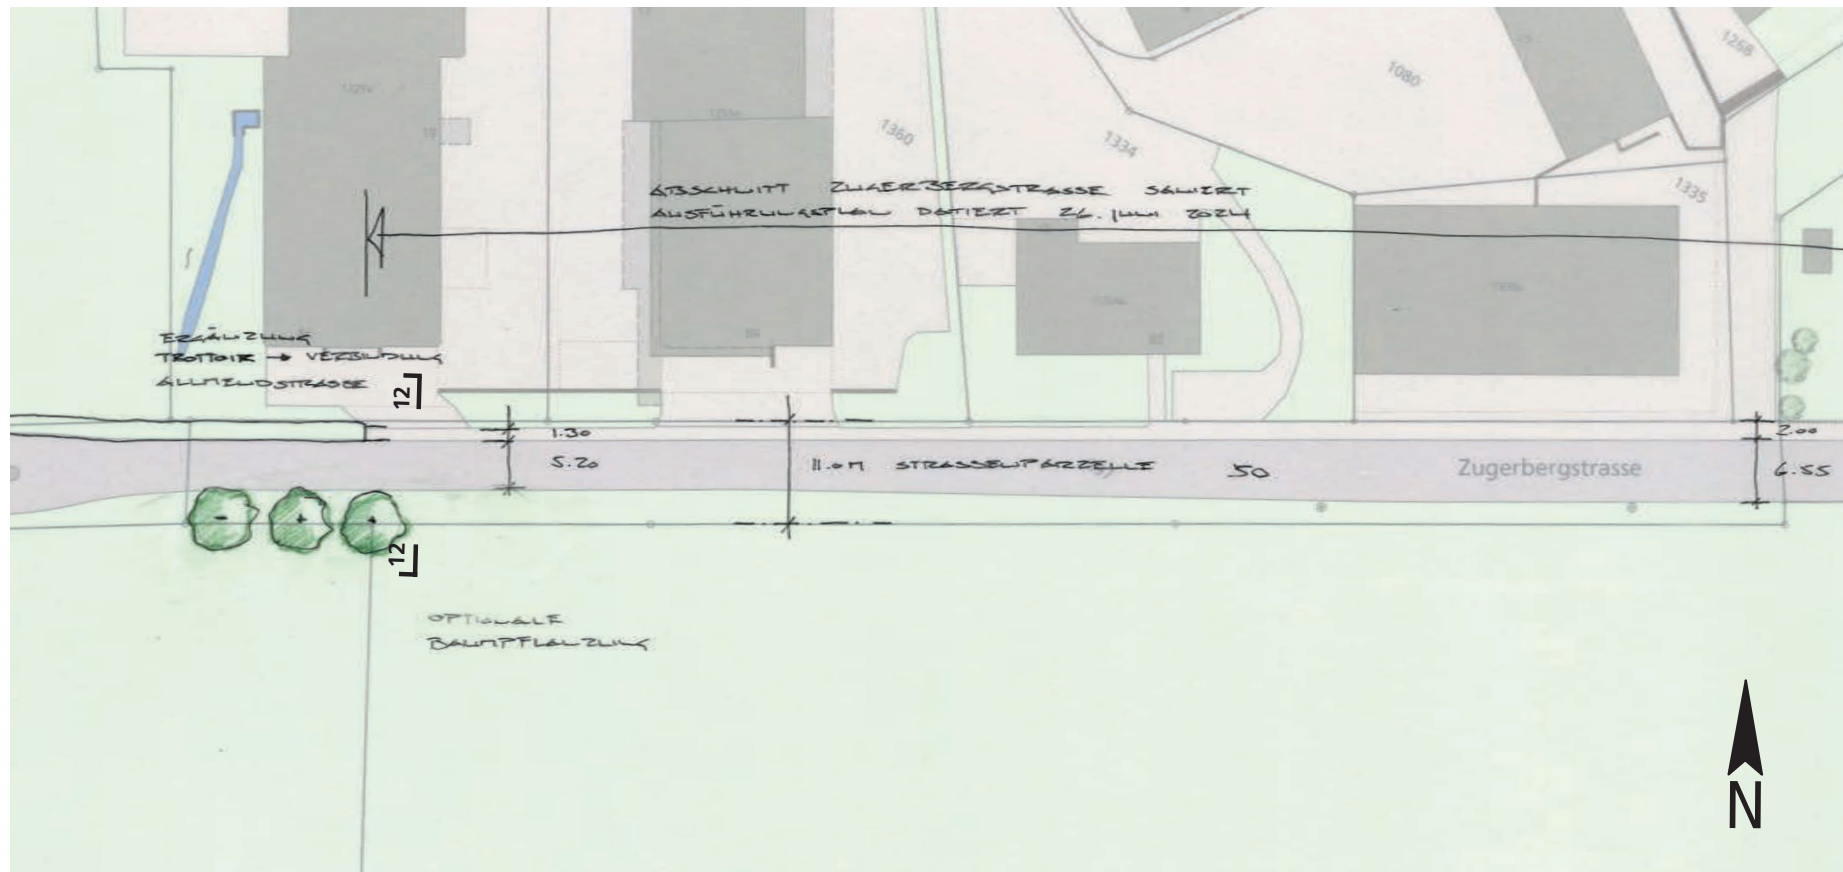 1268
1080
1360
1334
1335
ABSCHNITT ZUGERBERGSTRASSE SANIERT
AUSFÜHRUNGSPLAN DATIERT 26. JUNI 2024
ERGÄNZUNG
TROTTOIR → VERBINDUNG
ALLMENDSTRASSE
12
1.30
5.20
11.0M STRASSENPARZELLE 50
Zugerbergstrasse
2.00
6.55
12
OPTIONALE
BAUMPFLANZUNG
N